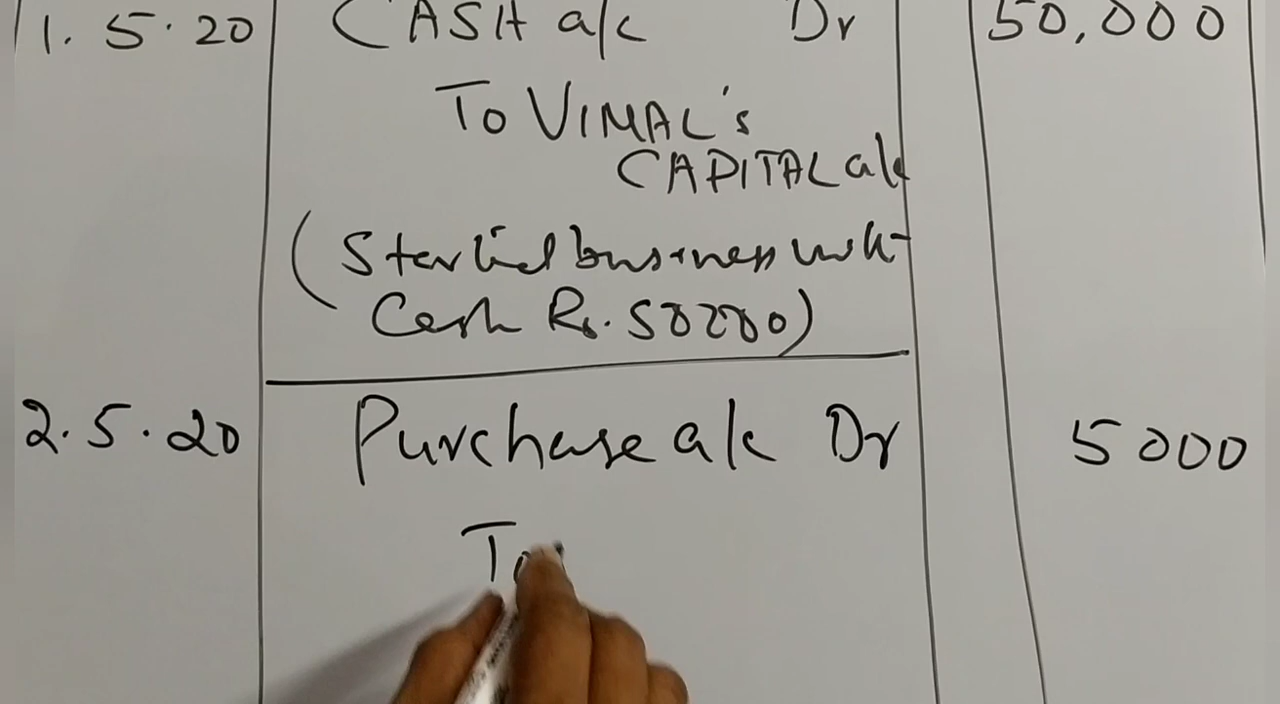 1.5.20 CASH a/c Dr 50,000
To VIMAL's
CAPITAL a/c
(Started business with
Cash Rs. 50000)
2.5.20 Purchase a/c Dr 5000
To